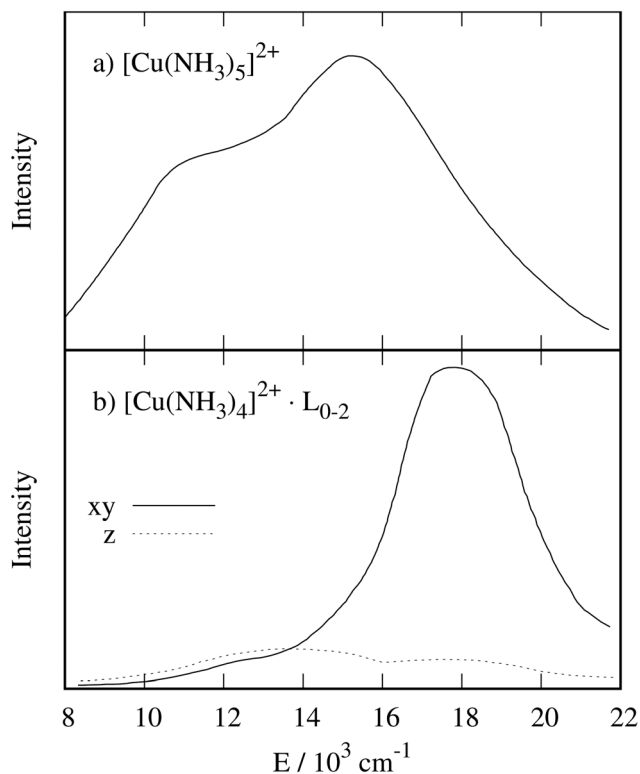 a) [Cu(NH₃)₅]²⁺
Intensity
b) [Cu(NH₃)₄]²⁺ · L₀₋₂
xy
z
Intensity
8 10 12 14 16 18 20 22
E / 10³ cm⁻¹